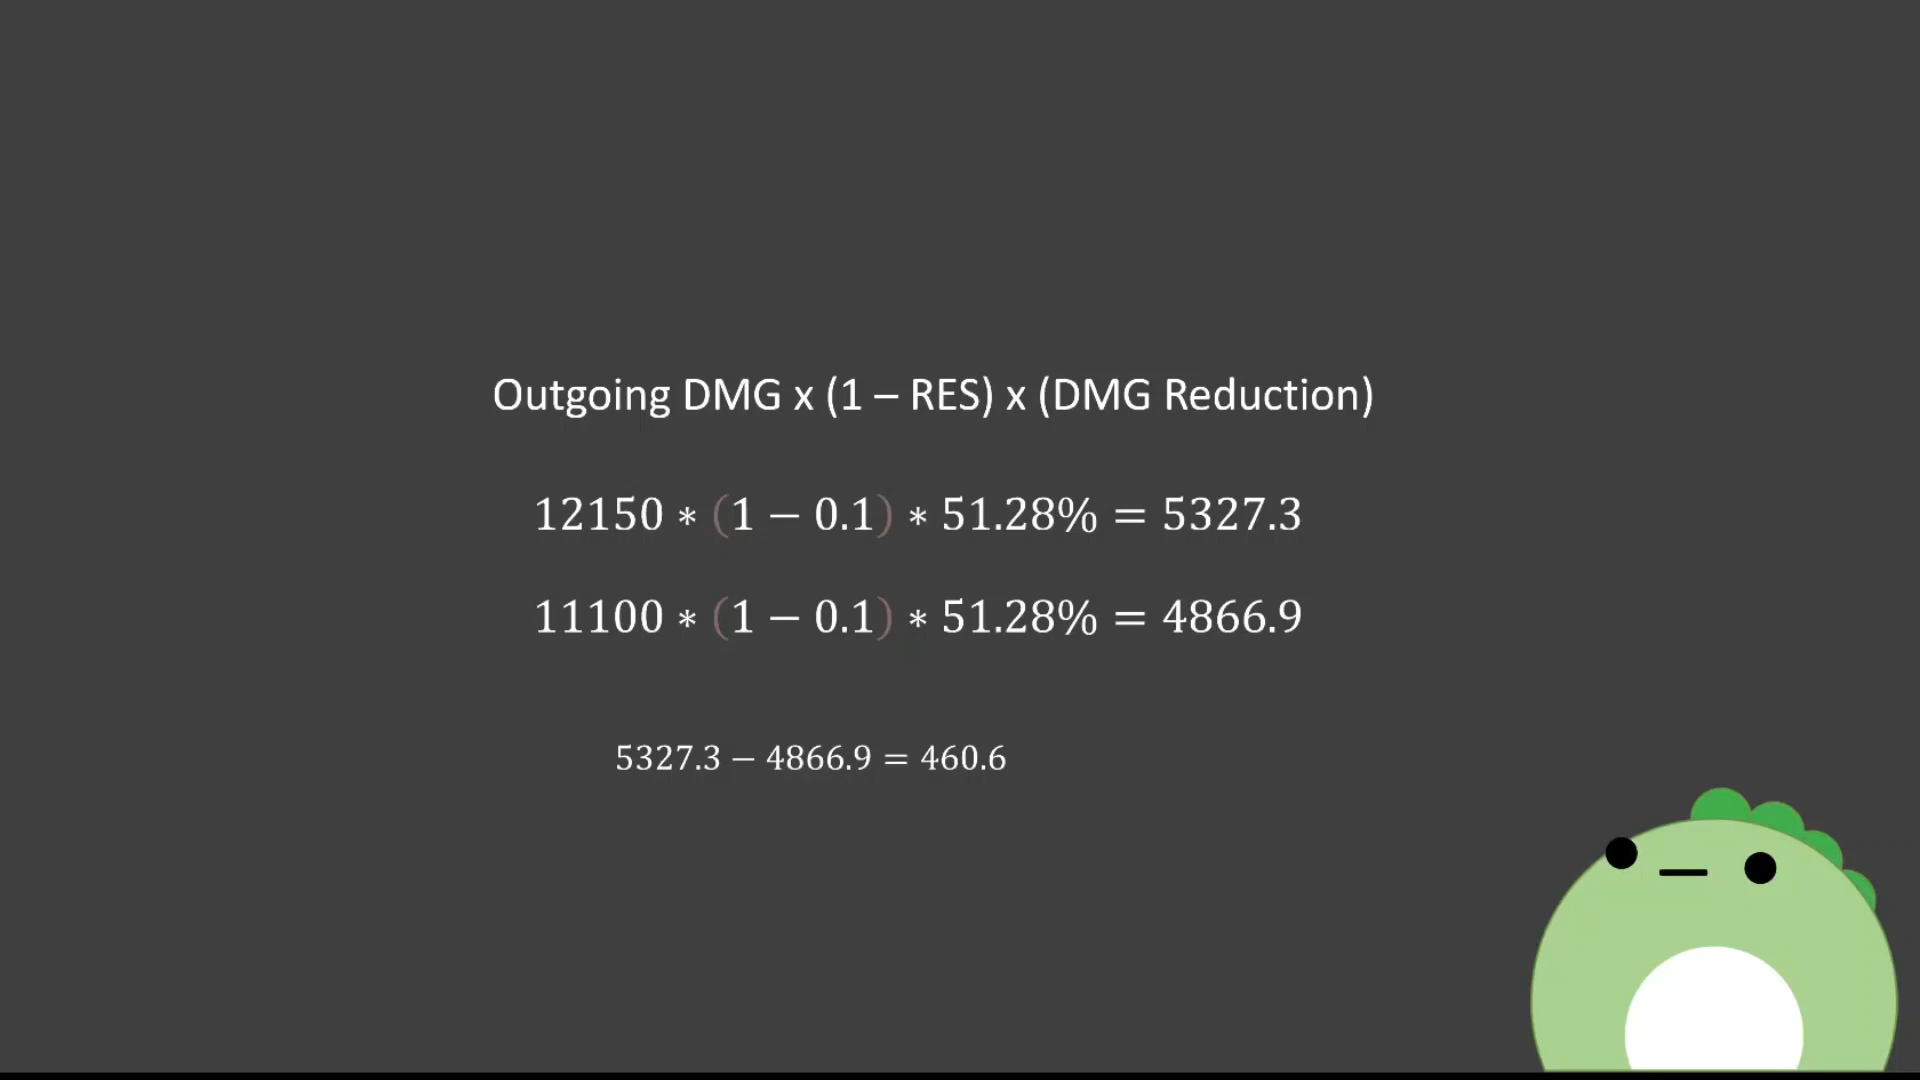 Outgoing DMG x (1 – RES) x (DMG Reduction)
12150 ∗ (1 − 0.1) ∗ 51.28% = 5327.3
11100 ∗ (1 − 0.1) ∗ 51.28% = 4866.9
5327.3 − 4866.9 = 460.6